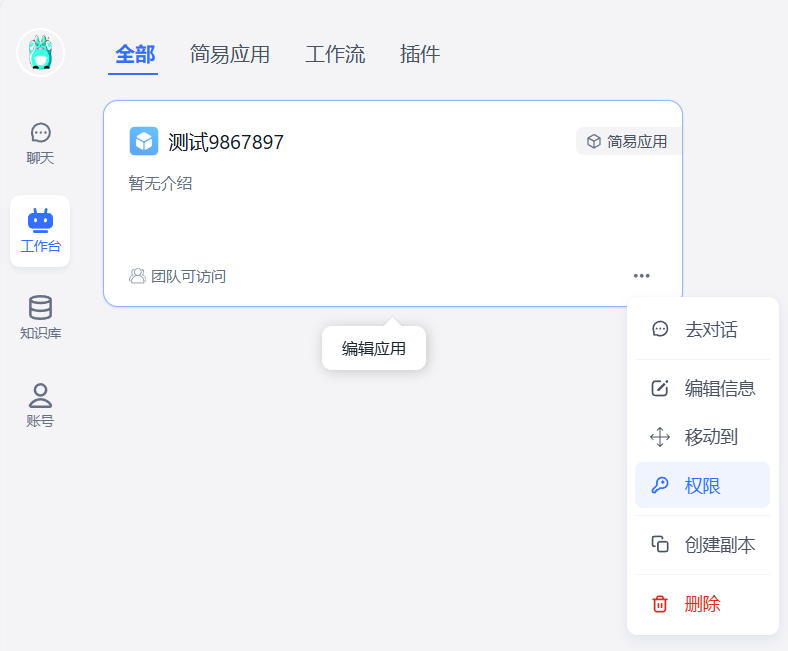 全部 简易应用 工作流 插件
聊天
工作台
知识库
账号
测试9867897
简易应用
暂无介绍
团队可访问
编辑应用
去对话
编辑信息
移动到
权限
创建副本
删除